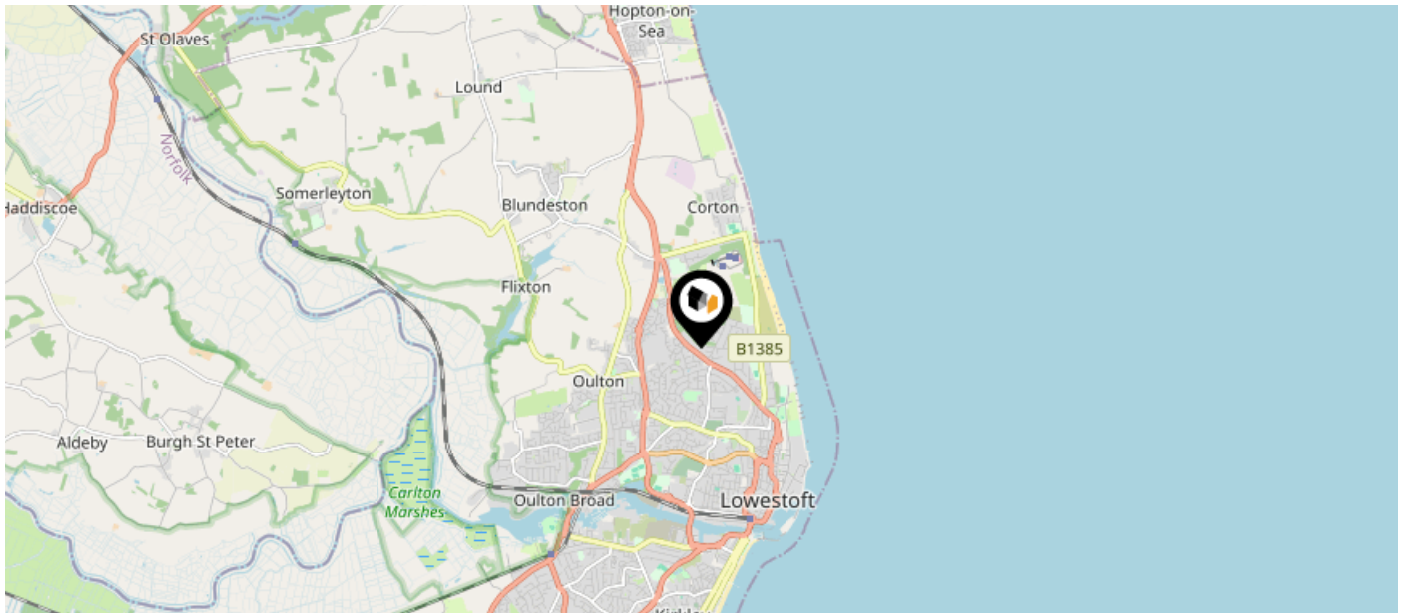 Hopton-on-
Sea
St Olaves
Lound
Norfolk
Somerleyton
Blundeston
Corton
Haddiscoe
Flixton
B1385
Oulton
Aldeby
Burgh St Peter
Carlton
Marshes
Oulton Broad
Lowestoft
Kirkley